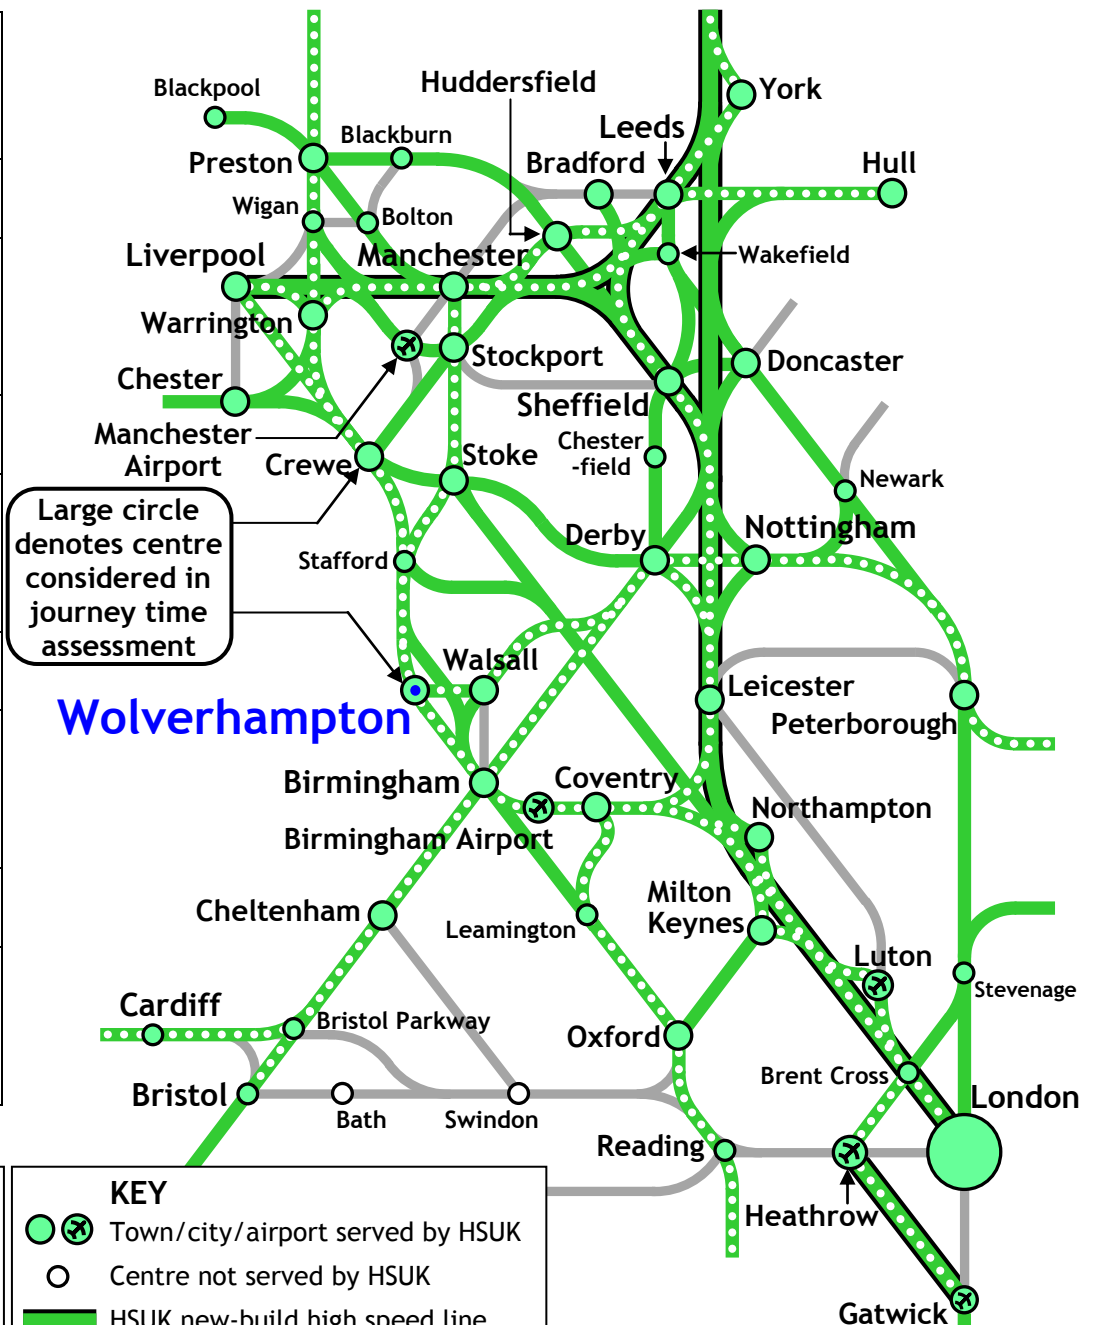 Huddersfield
York
Blackpool
Leeds
Blackburn
Bradford
Hull
Preston
Wigan
Bolton
Liverpool
Manchester
Wakefield
Warrington
Stockport
Doncaster
Chester
Sheffield
Manchester
Airport
Chester
-field
Crewe
Stoke
Newark
Large circle
denotes centre
considered in
journey time
assessment
Derby
Nottingham
Stafford
Walsall
Leicester
Wolverhampton
Peterborough
Birmingham
Coventry
Northampton
Birmingham Airport
Milton
Keynes
Cheltenham
Leamington
Luton
Stevenage
Cardiff
Bristol Parkway
Oxford
Brent Cross
Bristol
London
Bath
Swindon
Reading
Heathrow
Gatwick
KEY
Town/city/airport served by HSUK
Centre not served by HSUK
HSUK new-build high speed line